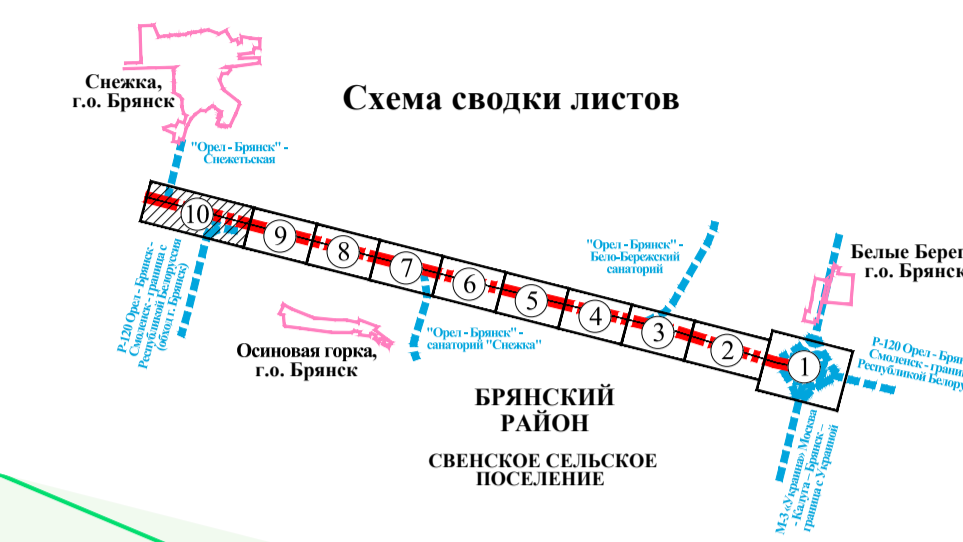 Схема сводки листов
Снежка,
г.о. Брянск
"Орел - Брянск" -
Снежетьская
10
9
8
7
6
5
4
3
2
1
Р-120 Орел - Брянск -
Смоленск - граница с
Республикой Белоруссия
(обход г. Брянск)
"Орел - Брянск" -
Бело-Бережский
санаторий
Белые Берег
г.о. Брянск
Осиновая горка,
г.о. Брянск
"Орел - Брянск" -
санаторий "Снежка"
Р-120 Орел - Брян
Смоленск - грани
Республикой Белору
БРЯНСКИЙ
РАЙОН
СВЕНСКОЕ СЕЛЬСКОЕ
ПОСЕЛЕНИЕ
М-3 «Украина» Москва
- Калуга – Брянск –
граница с Украиной